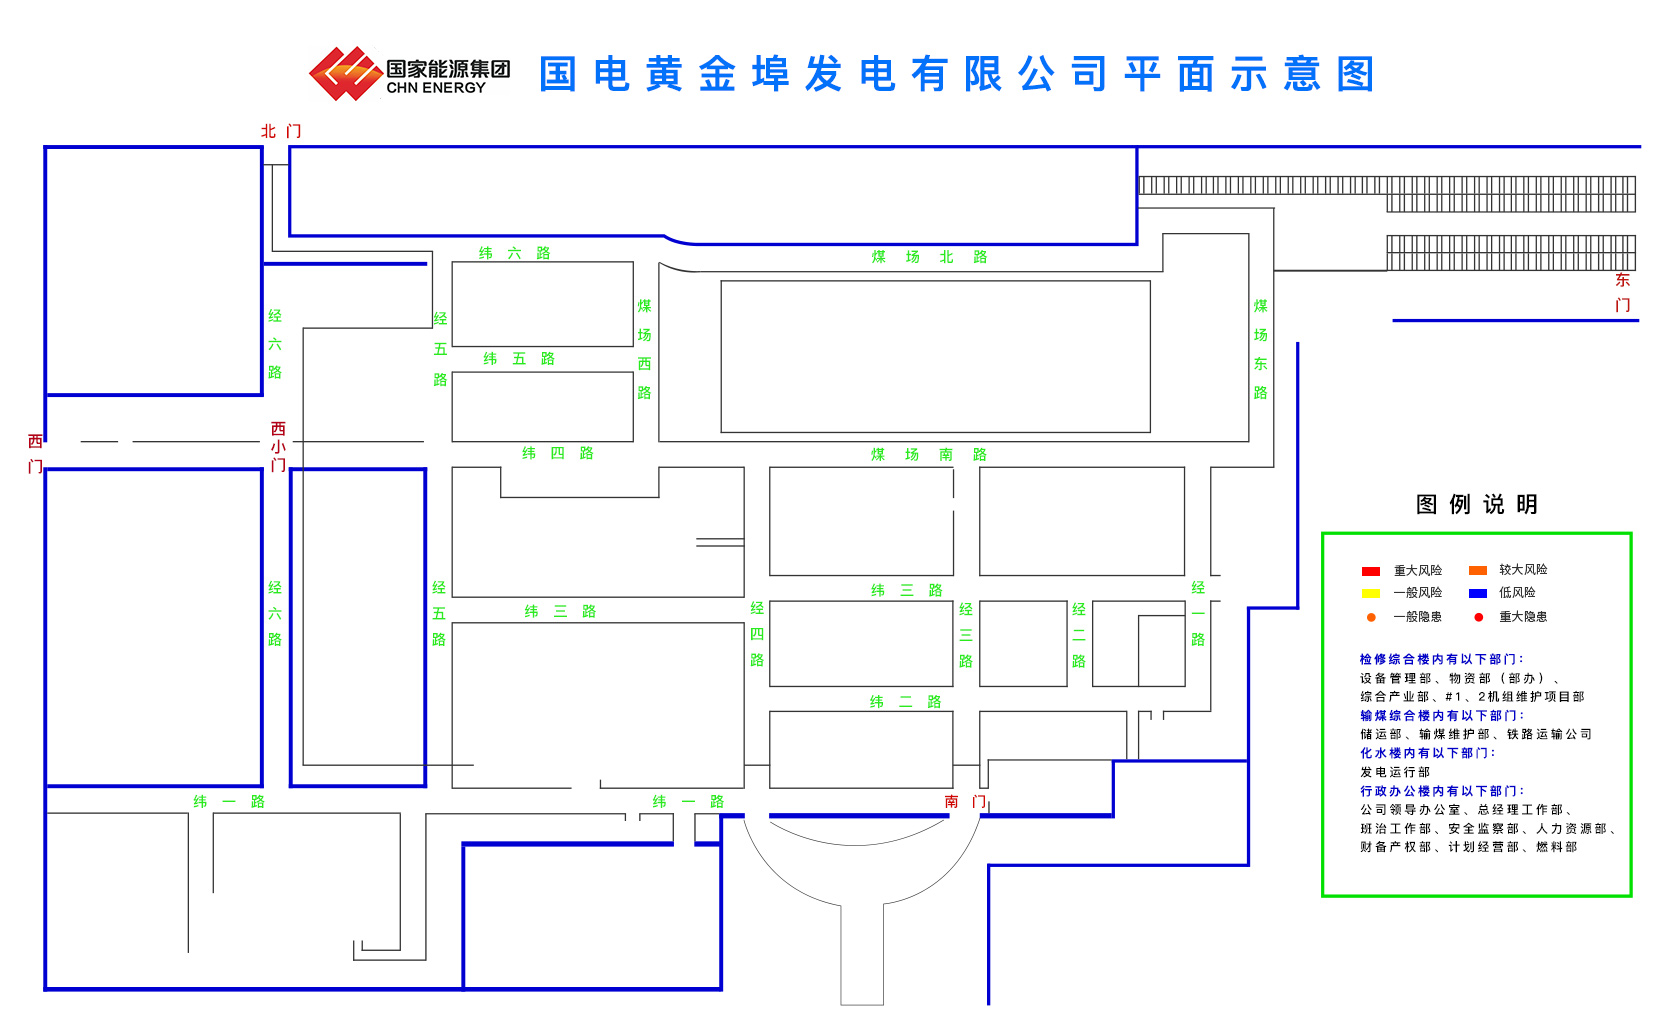 国家能源集团
CHN ENERGY
国电黄金埠发电有限公司平面示意图
北门
纬六路
煤场北路
东门
经六路
经五路
煤场西路
煤场东路
纬五路
西门
西小门
纬四路
煤场南路
图例说明
重大风险
较大风险
一般风险
低风险
一般隐患
重大隐患
经六路
经五路
纬三路
经四路
纬三路
经三路
经二路
经一路
检修综合楼内有以下部门：
设备管理部、物资部（部办）、
综合产业部、#1、2机组维护项目部
输煤综合楼内有以下部门：
储运部、输煤维护部、铁路运输公司
化水楼内有以下部门：
发电运行部
行政办公楼内有以下部门：
公司领导办公室、总经理工作部、
班治工作部、安全监察部、人力资源部、
财备产权部、计划经营部、燃料部
纬二路
纬一路
纬一路
南门